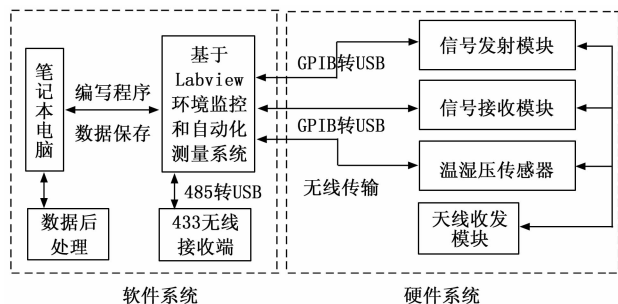 笔记本电脑
编写程序
数据保存
基于
Labview
环境监控
和自动化
测量系统
数据后
处理
485转USB
433无线
接收端
GPIB转USB
GPIB转USB
无线传输
信号发射模块
信号接收模块
温湿压传感器
天线收发
模块
软件系统
硬件系统